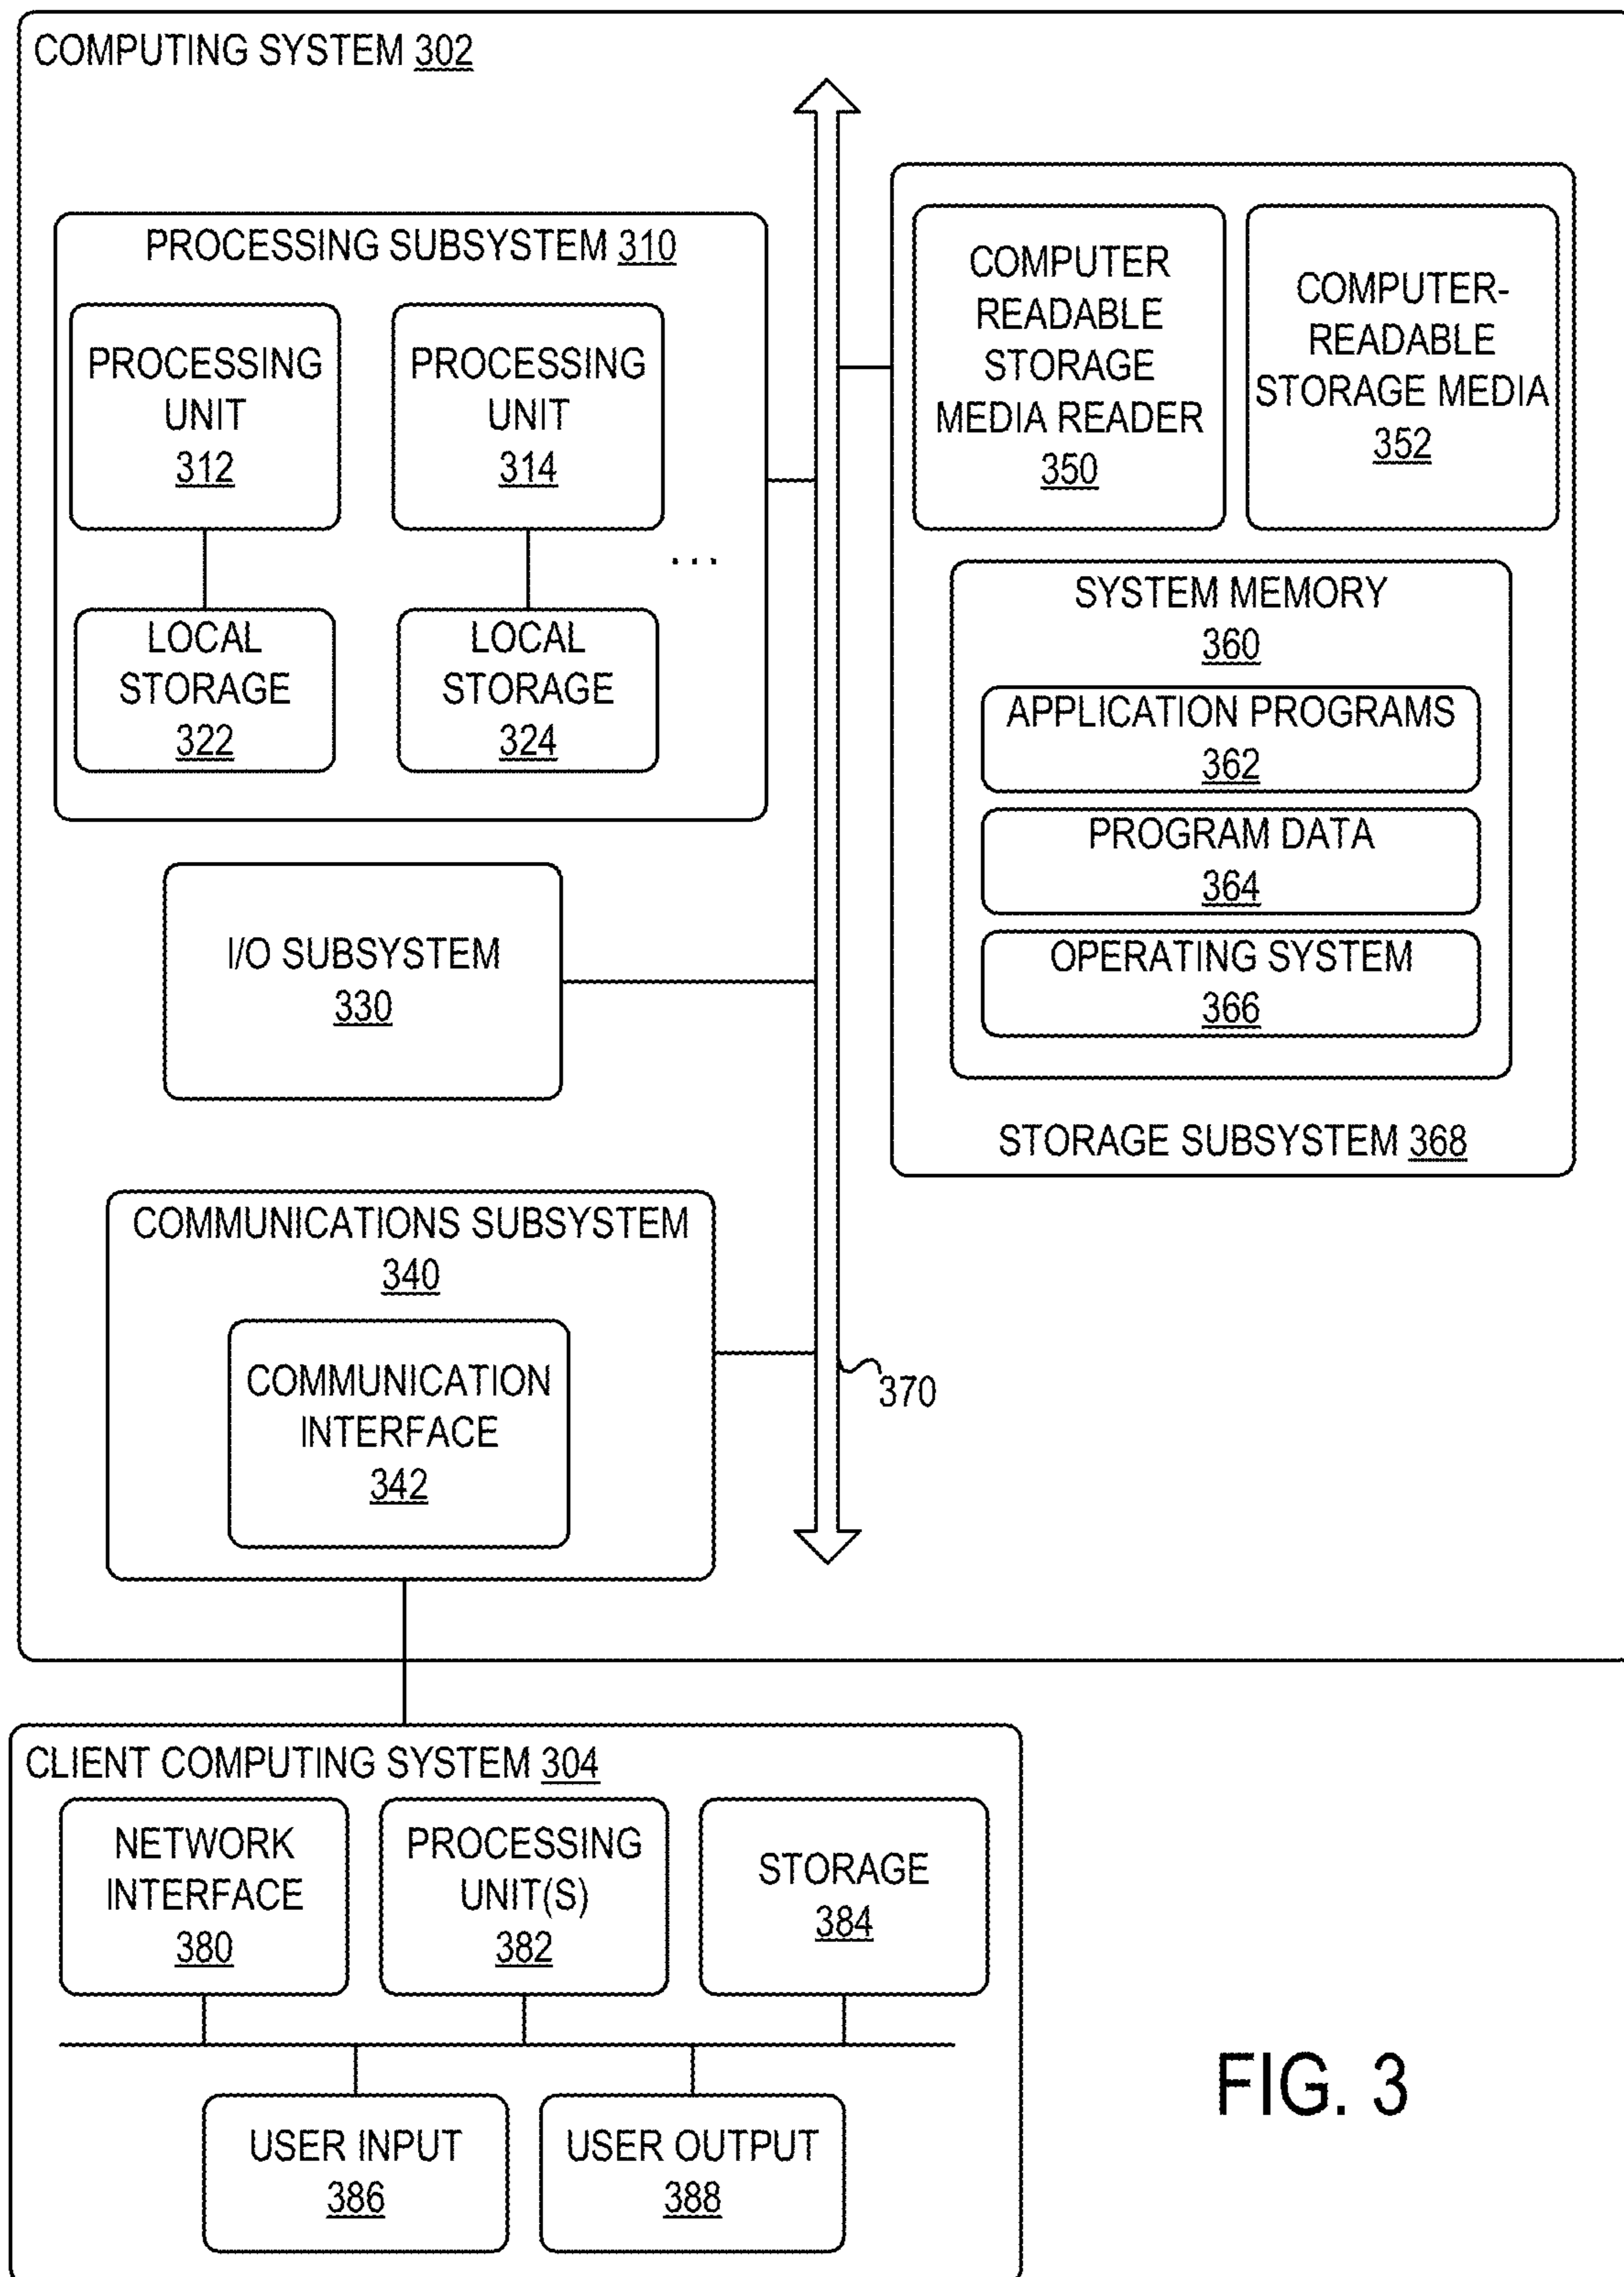 COMPUTING SYSTEM 302
PROCESSING SUBSYSTEM 310
PROCESSING
UNIT
312
PROCESSING
UNIT
314
...
LOCAL
STORAGE
322
LOCAL
STORAGE
324
I/O SUBSYSTEM
330
COMMUNICATIONS SUBSYSTEM
340
COMMUNICATION
INTERFACE
342
370
COMPUTER
READABLE
STORAGE
MEDIA READER
350
COMPUTER-
READABLE
STORAGE MEDIA
352
SYSTEM MEMORY
360
APPLICATION PROGRAMS
362
PROGRAM DATA
364
OPERATING SYSTEM
366
STORAGE SUBSYSTEM 368
CLIENT COMPUTING SYSTEM 304
NETWORK
INTERFACE
380
PROCESSING
UNIT(S)
382
STORAGE
384
USER INPUT
386
USER OUTPUT
388
FIG. 3